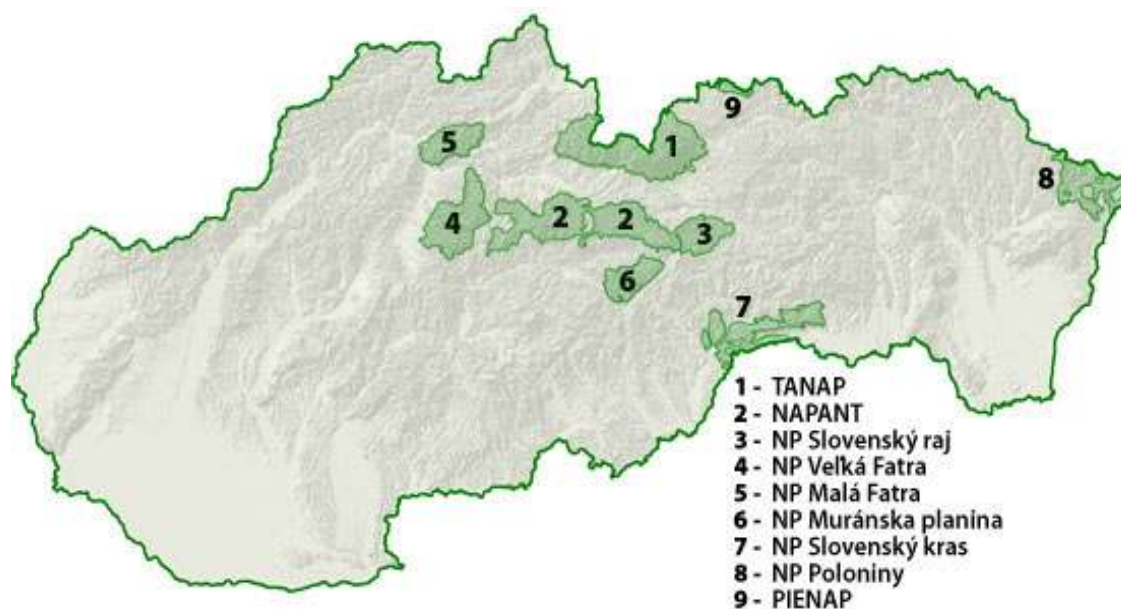 9
5
1
8
4
2
2
3
6
7
1 - TANAP
2 - NAPANT
3 - NP Slovenský raj
4 - NP Veľká Fatra
5 - NP Malá Fatra
6 - NP Muránska planina
7 - NP Slovenský kras
8 - NP Poloniny
9 - PIENAP